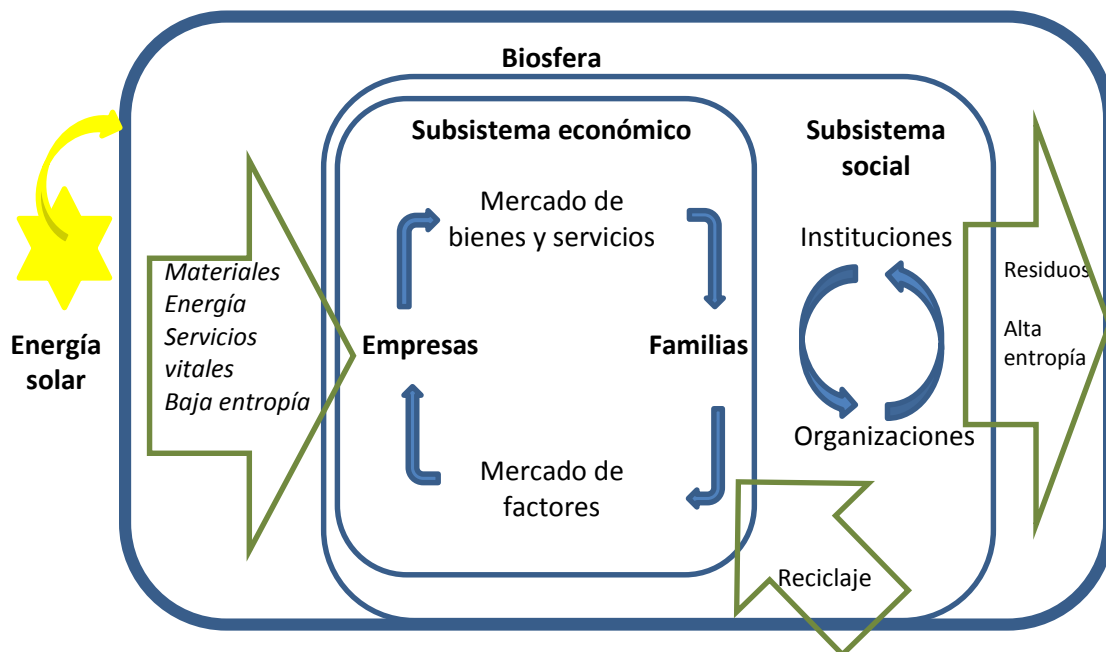 Biosfera
Subsistema económico
Subsistema
social
Mercado de
bienes y servicios
Instituciones
Materiales
Energía
Servicios
vitales
Baja entropía
Residuos
Alta
entropía
Energía
solar
Empresas
Familias
Organizaciones
Mercado de
factores
Reciclaje